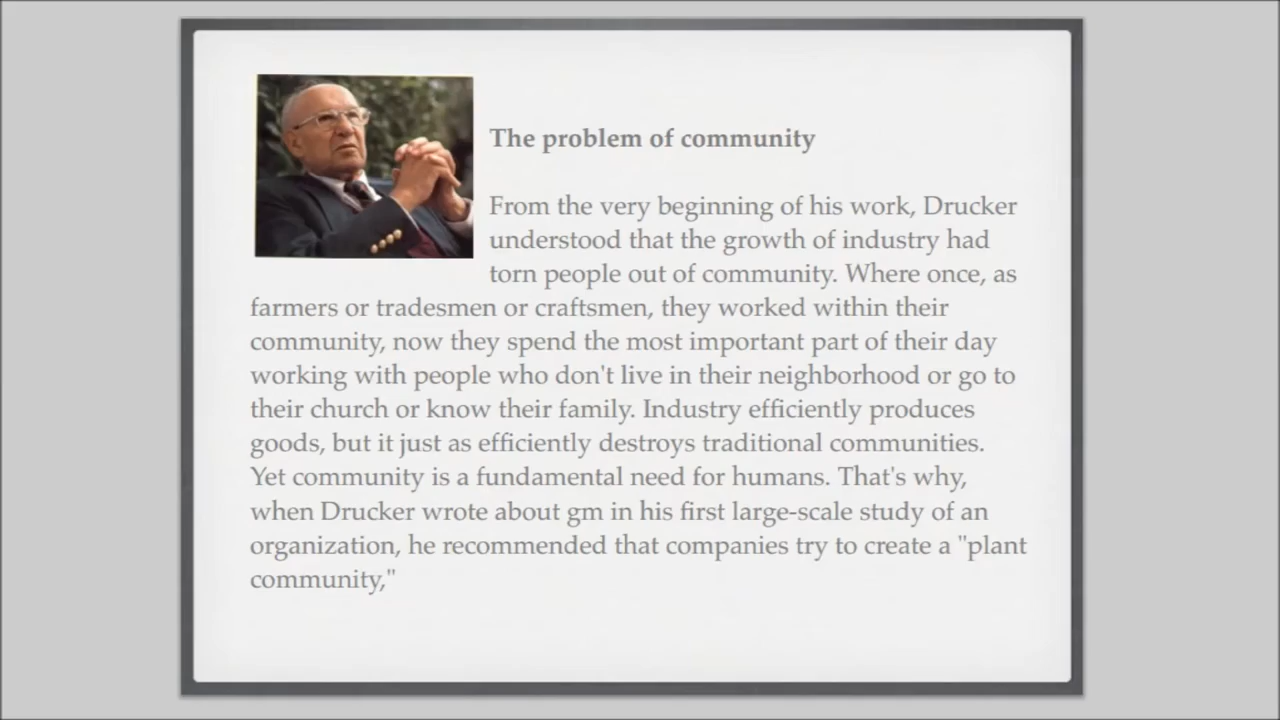 The problem of community
From the very beginning of his work, Drucker
understood that the growth of industry had
torn people out of community. Where once, as
farmers or tradesmen or craftsmen, they worked within their
community, now they spend the most important part of their day
working with people who don't live in their neighborhood or go to
their church or know their family. Industry efficiently produces
goods, but it just as efficiently destroys traditional communities.
Yet community is a fundamental need for humans. That's why,
when Drucker wrote about gm in his first large-scale study of an
organization, he recommended that companies try to create a "plant
community,"